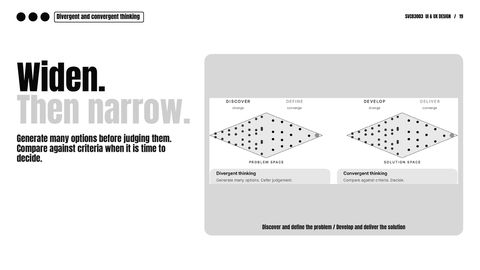 Divergent and convergent thinking
SVCB3003 UI & UX DESIGN / 19
Widen.
Then narrow.
Generate many options before judging them.
Compare against criteria when it is time to
decide.
DISCOVER DEFINE DEVELOP DELIVER
diverge converge diverge converge
PROBLEM SPACE SOLUTION SPACE
Divergent thinking
Generate many options. Defer judgement.
Convergent thinking
Compare against criteria. Decide.
Discover and define the problem / Develop and deliver the solution